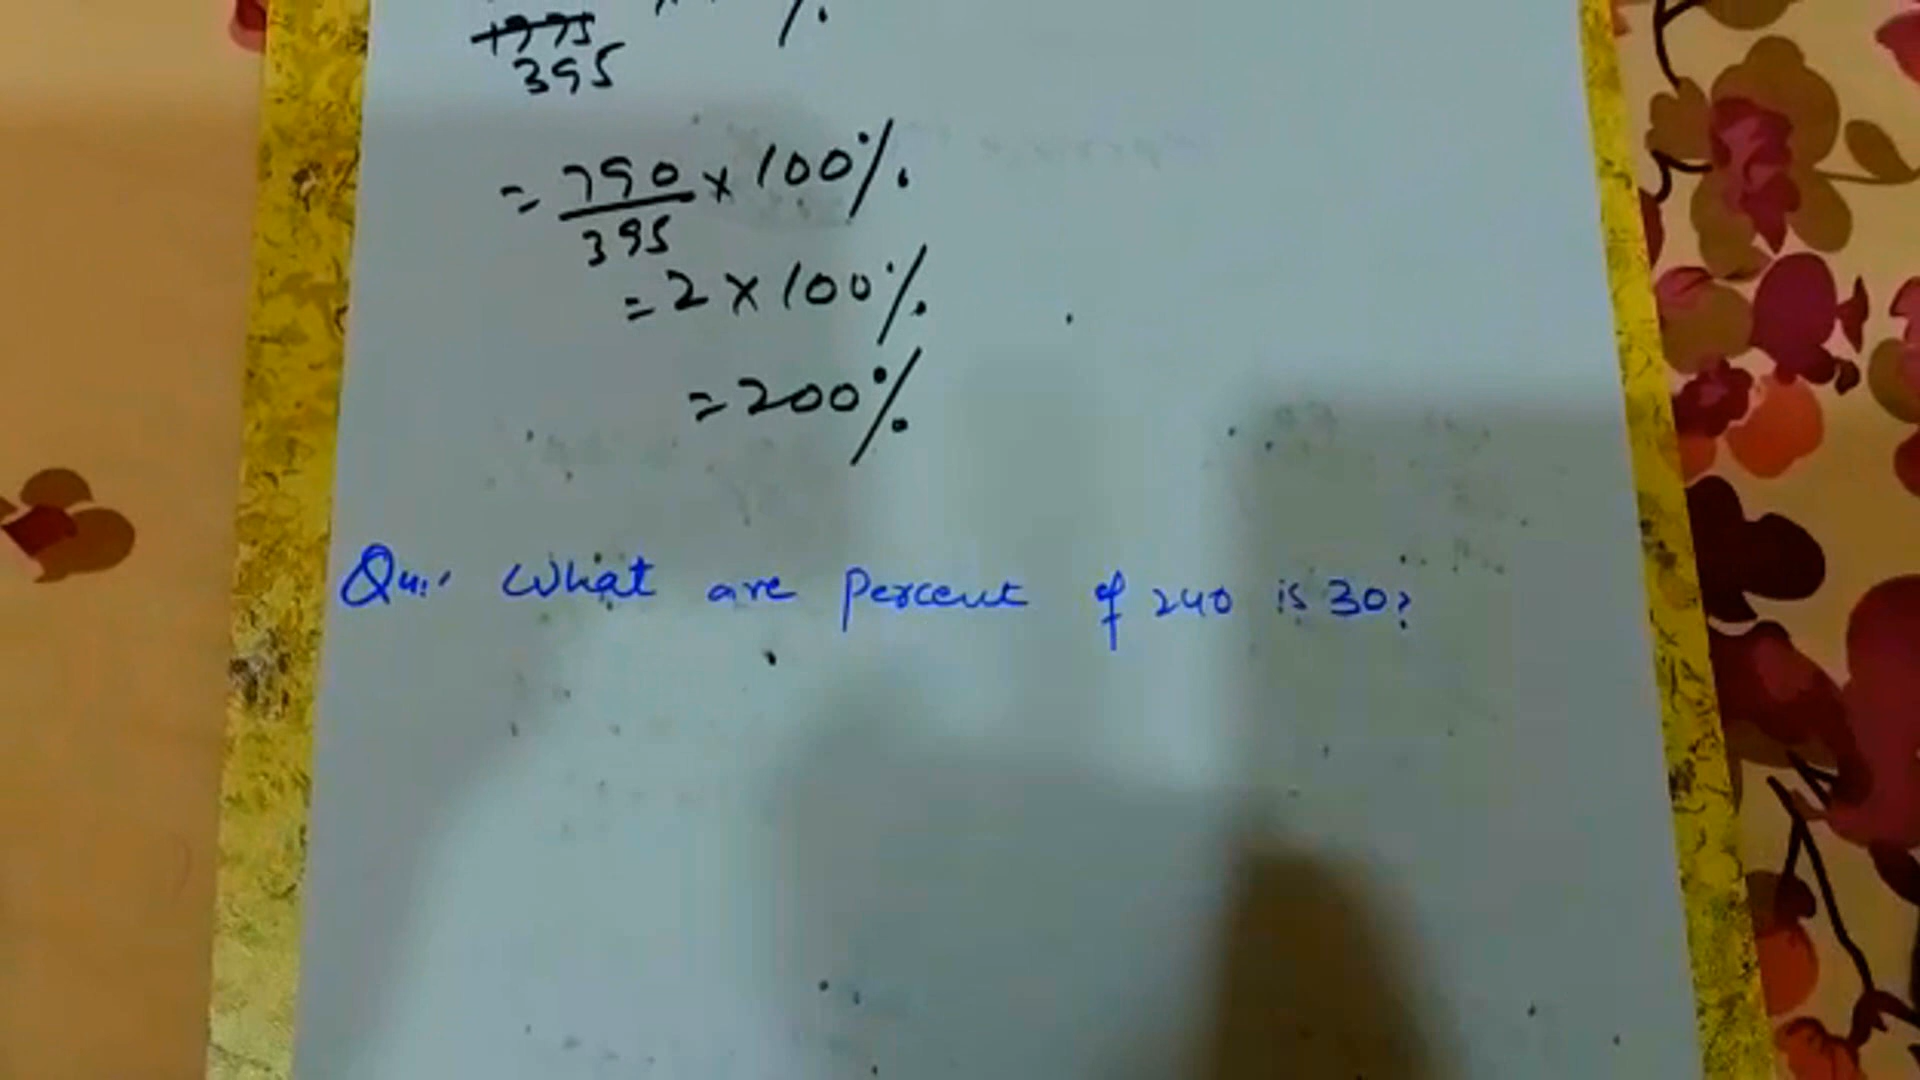 395
= 790/395 × 100%
= 2 × 100%
= 200%
Qu:. What are percent of 240 is 30?